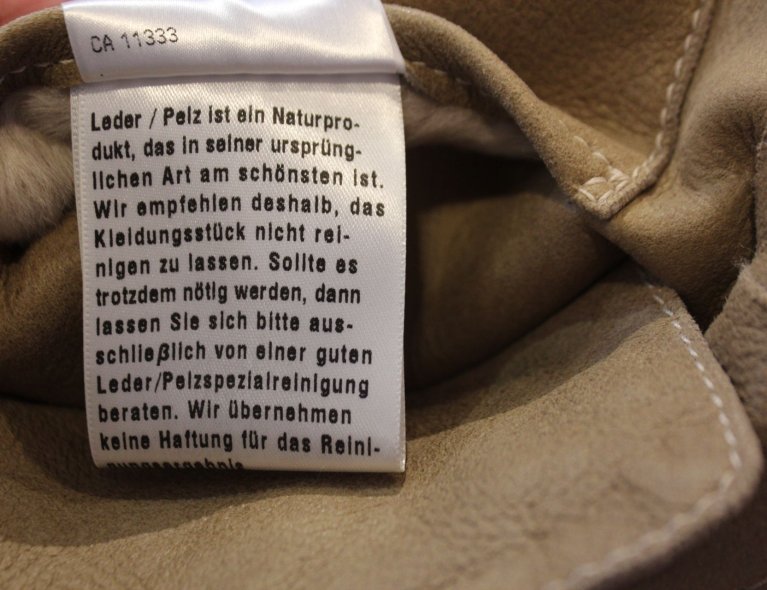 CA 11333
Leder / Pelz ist ein Naturpro-
dukt, das in seiner ursprüng-
lichen Art am schönsten ist.
Wir empfehlen deshalb, das
Kleidungsstück nicht rei-
nigen zu lassen. Sollte es
trotzdem nötig werden, dann
lassen Sie sich bitte aus-
schließlich von einer guten
Leder/Pelzspezialreinigung
beraten. Wir übernehmen
keine Haftung für das Reini-
nungsergebnis